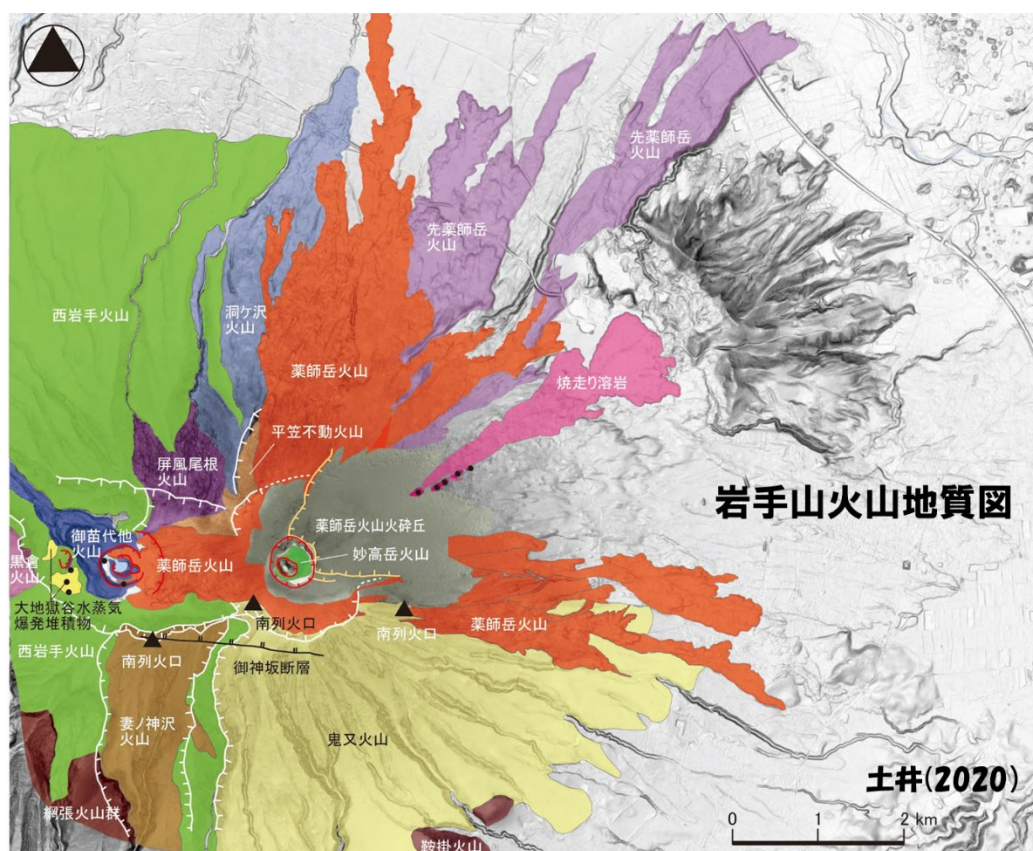 先薬師岳
火山
先薬師岳
火山
西岩手火山
洞ケ沢
火山
薬師岳火山
焼走り溶岩
平笠不動火山
屏風尾根
火山
岩手山火山地質図
御苗代他
火山
薬師岳火山火砕丘
妙高岳火山
黒倉
火山
薬師岳火山
大地獄谷水蒸気
爆発堆積物
南列火口
南列火口
薬師岳火山
西岩手火山
南列火口
御神坂断層
妻ノ神沢
火山
鬼又火山
土井(2020)
網張火山群
鞍掛火山
0
1
2 km